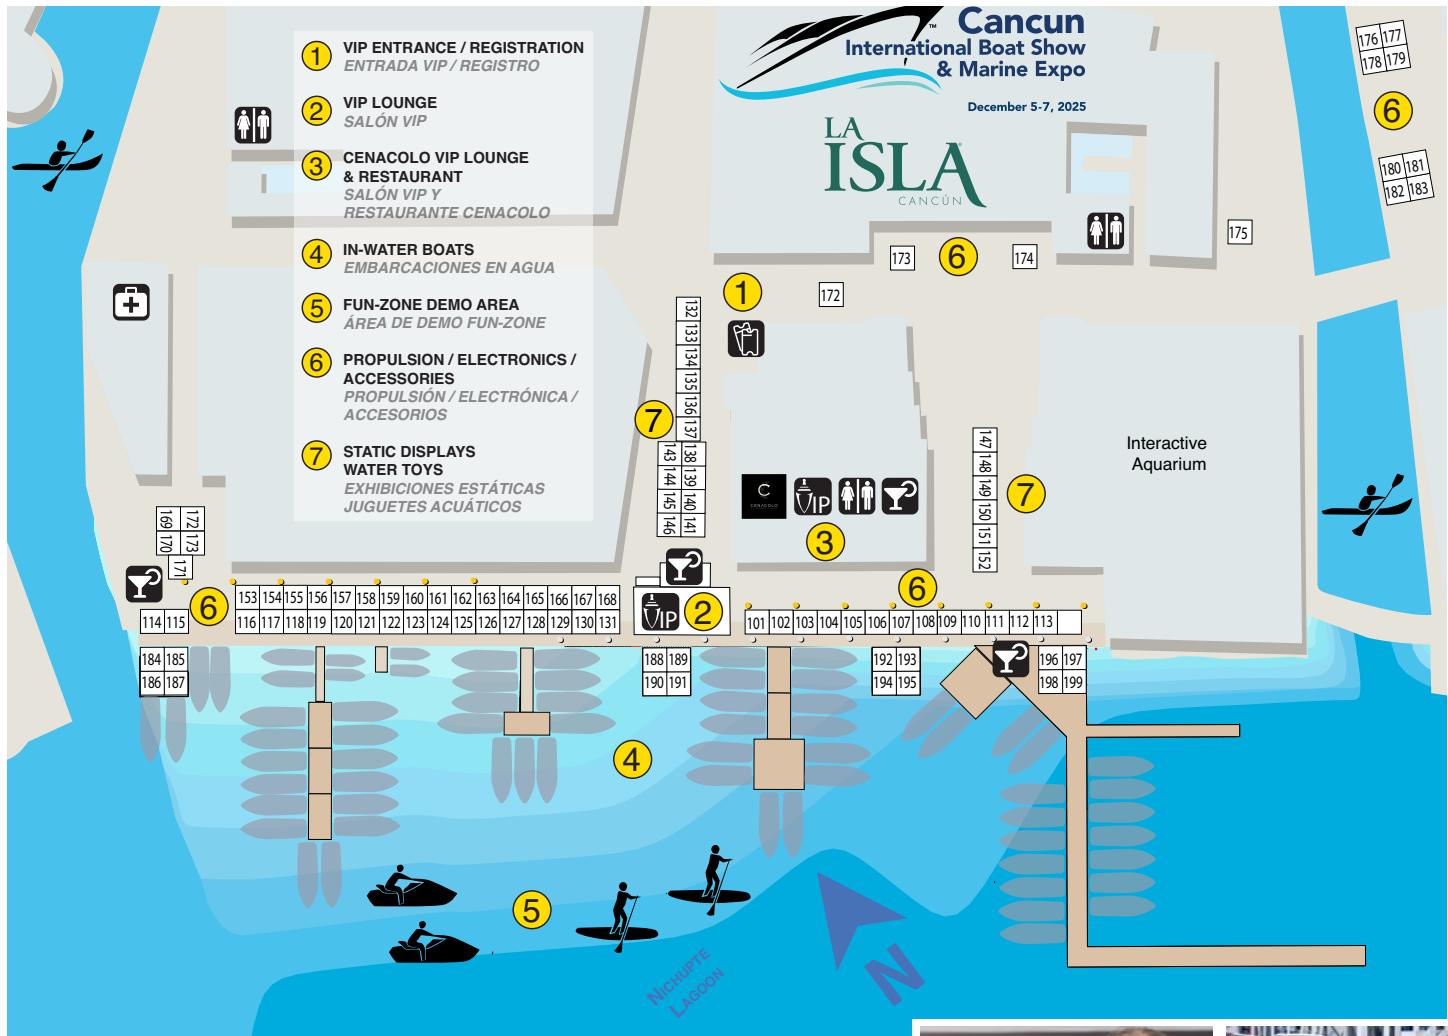 Cancun
™
International Boat Show
& Marine Expo
December 5-7, 2025
LA
ISLA
CANCÚN
1 VIP ENTRANCE / REGISTRATION
ENTRADA VIP / REGISTRO
2 VIP LOUNGE
SALÓN VIP
3 CENACOLO VIP LOUNGE
& RESTAURANT
SALÓN VIP Y
RESTAURANTE CENACOLO
4 IN-WATER BOATS
EMBARCACIONES EN AGUA
5 FUN-ZONE DEMO AREA
ÁREA DE DEMO FUN-ZONE
6 PROPULSION / ELECTRONICS /
ACCESSORIES
PROPULSIÓN / ELECTRÓNICA /
ACCESORIOS
7 STATIC DISPLAYS
WATER TOYS
EXHIBICIONES ESTÁTICAS
JUGUETES ACUÁTICOS
176 177
178 179
6
180 181
182 183
175
173
6
174
1
172
132
133
134
135
136
137
7
143 138
144 139
145 140
146 141
147
148
149
150
151
152
7
Interactive
Aquarium
C
CENACOLO
VIP
3
169 172
170 173
171
6
114 115
153 154 155 156 157 158 159 160 161 162 163 164 165 166 167 168
116 117 118 119 120 121 122 123 124 125 126 127 128 129 130 131
VIP
2
6
101 102 103 104 105 106 107 108 109 110 111 112 113
184 185
186 187
188 189
190 191
192 193
194 195
196 197
198 199
4
5
NICHUPTE
LAGOON
N